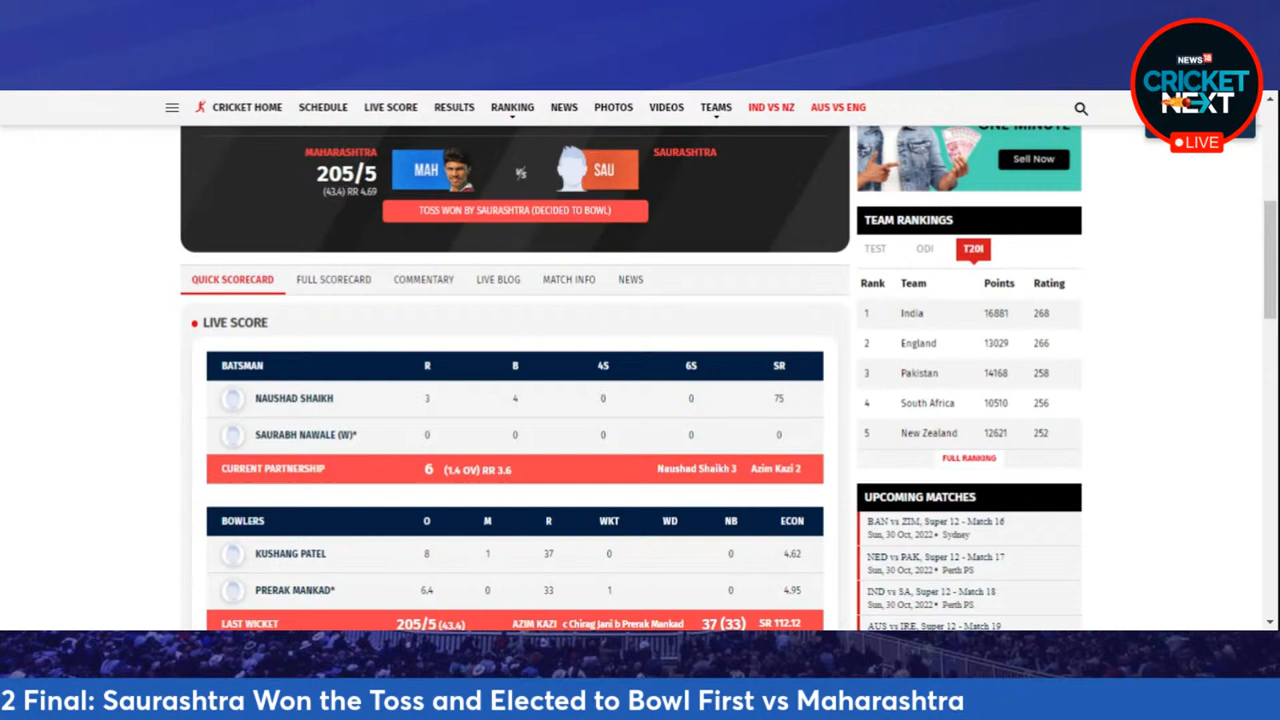 NEWS18
CRICKET
NEXT
LIVE
CRICKET HOME SCHEDULE LIVE SCORE RESULTS RANKING NEWS PHOTOS VIDEOS TEAMS IND VS NZ AUS VS ENG
MAHARASHTRA
205/5
(43.4) RR 4.69
MAH
VS
SAU
SAURASHTRA
TOSS WON BY SAURASHTRA (DECIDED TO BOWL)
ONE MINUTE
Sell Now
QUICK SCORECARD FULL SCORECARD COMMENTARY LIVE BLOG MATCH INFO NEWS
LIVE SCORE
BATSMAN R B 4S 6S SR
NAUSHAD SHAIKH 3 4 0 0 75
SAURABH NAWALE (W)* 0 0 0 0 0
CURRENT PARTNERSHIP 6 (1.4 OV) RR 3.6 Naushad Shaikh 3 Azim Kazi 2
BOWLERS O M R WKT WD NB ECON
KUSHANG PATEL 8 1 37 0 0 4.62
PRERAK MANKAD* 6.4 0 33 1 0 4.95
LAST WICKET 205/5 (43.4) AZIM KAZI c Chirag Jani b Prerak Mankad 37 (33) SR 112.12
TEAM RANKINGS
TEST ODI T20I
Rank Team Points Rating
1 India 16881 268
2 England 13029 266
3 Pakistan 14168 258
4 South Africa 10510 256
5 New Zealand 12621 252
FULL RANKING
UPCOMING MATCHES
BAN vs ZIM, Super 12 - Match 16
Sun, 30 Oct, 2022• Sydney
NED vs PAK, Super 12 - Match 17
Sun, 30 Oct, 2022• Perth PS
IND vs SA, Super 12 - Match 18
Sun, 30 Oct, 2022• Perth PS
AUS vs IRE, Super 12 - Match 19
2 Final: Saurashtra Won the Toss and Elected to Bowl First vs Maharashtra